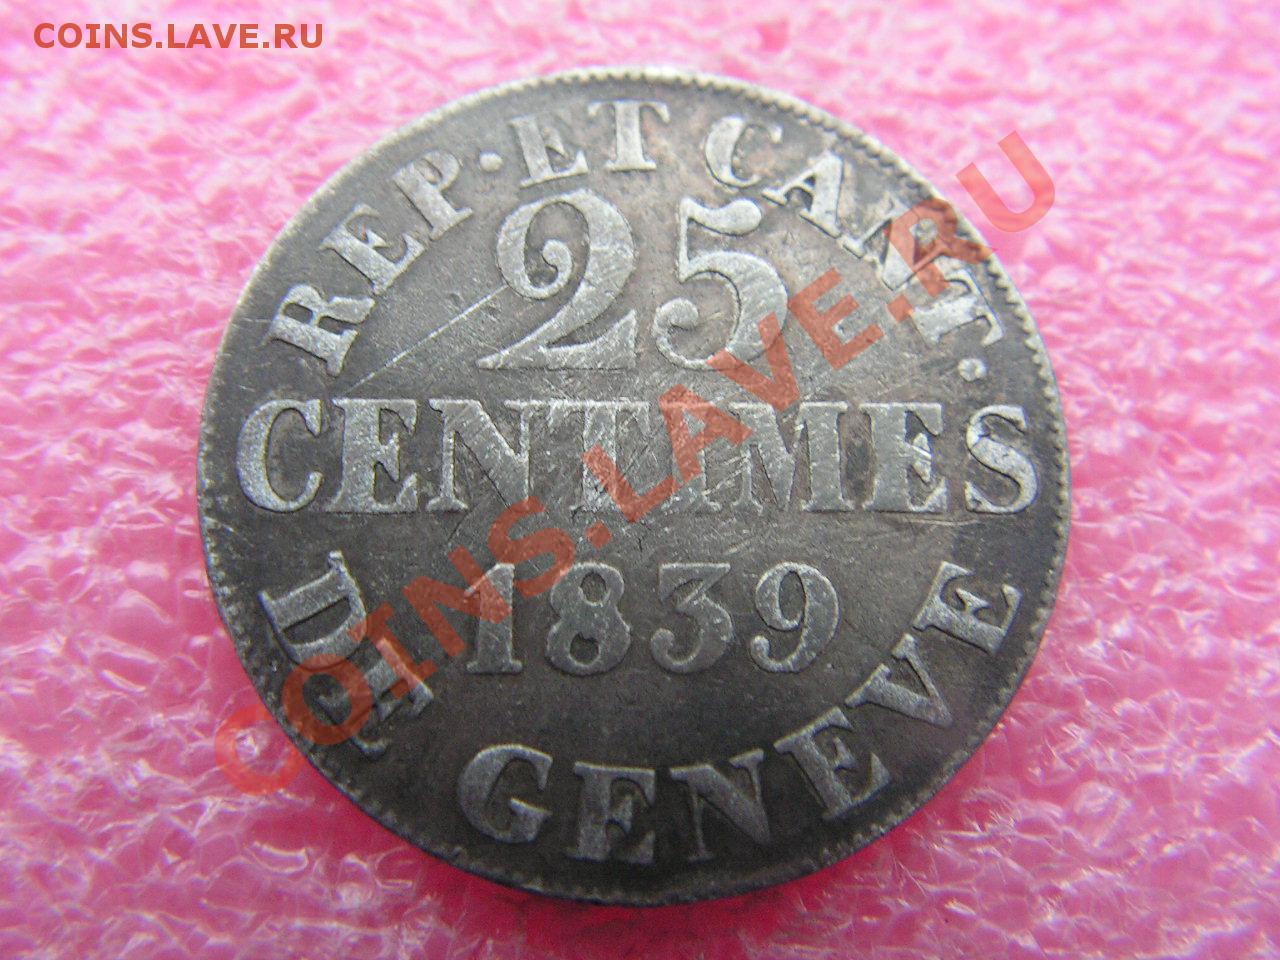 COINS.LAVE.RU
REP · ET CANT.
25
CENTIMES
1839
DE GENEVE
COINS.LAVE.RU